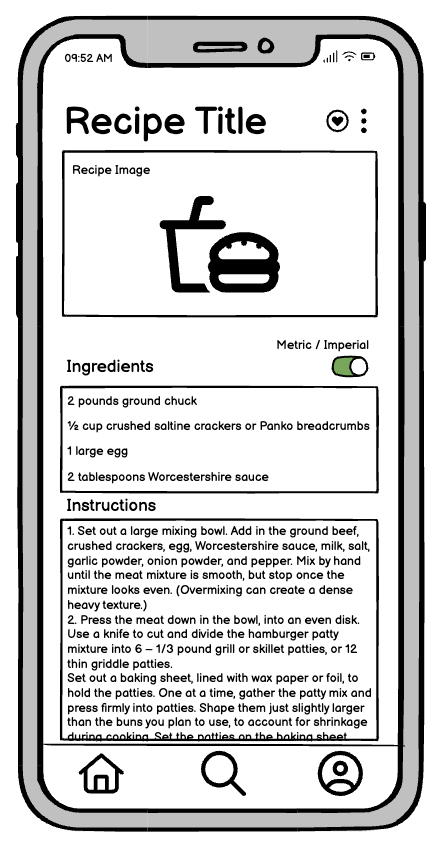 09:52 AM
Recipe Title
Recipe Image
Metric / Imperial
Ingredients
2 pounds ground chuck
½ cup crushed saltine crackers or Panko breadcrumbs
1 large egg
2 tablespoons Worcestershire sauce
Instructions
1. Set out a large mixing bowl. Add in the ground beef,
crushed crackers, egg, Worcestershire sauce, milk, salt,
garlic powder, onion powder, and pepper. Mix by hand
until the meat mixture is smooth, but stop once the
mixture looks even. (Overmixing can create a dense
heavy texture.)
2. Press the meat down in the bowl, into an even disk.
Use a knife to cut and divide the hamburger patty
mixture into 6 – 1/3 pound grill or skillet patties, or 12
thin griddle patties.
Set out a baking sheet, lined with wax paper or foil, to
hold the patties. One at a time, gather the patty mix and
press firmly into patties. Shape them just slightly larger
than the buns you plan to use, to account for shrinkage
during cooking. Set the patties on the baking sheet.